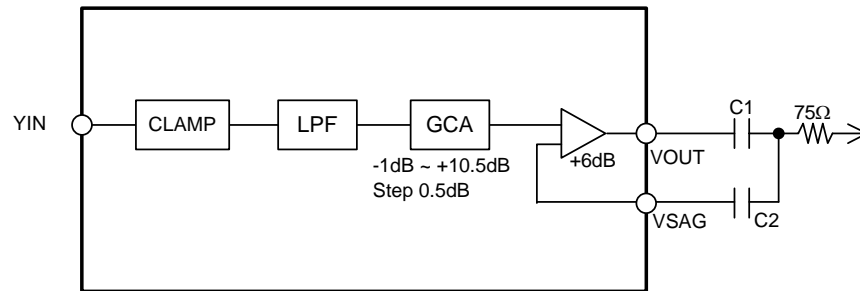 YIN
CLAMP
LPF
GCA
-1dB ~ +10.5dB
Step 0.5dB
+6dB
VOUT
VSAG
C1
C2
75Ω